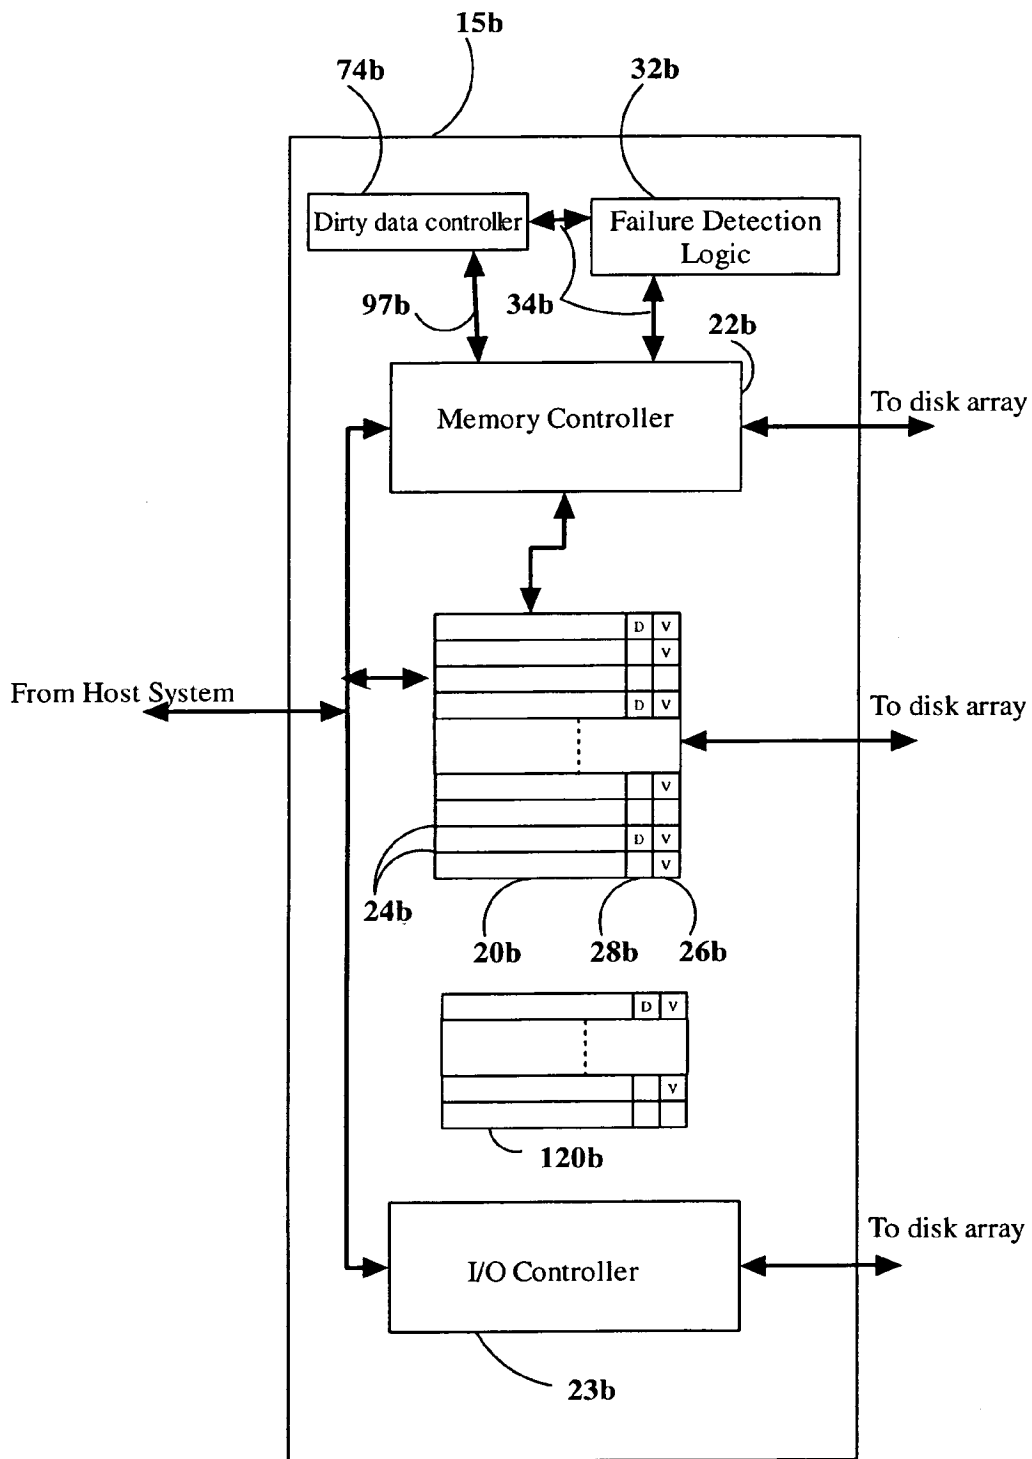 15b
74b
32b
Dirty data controller
Failure Detection
Logic
97b
34b
22b
Memory Controller
To disk array
D V
V
D V
From Host System
To disk array
V
D V
V
24b
20b
28b
26b
D V
V
120b
To disk array
I/O Controller
23b